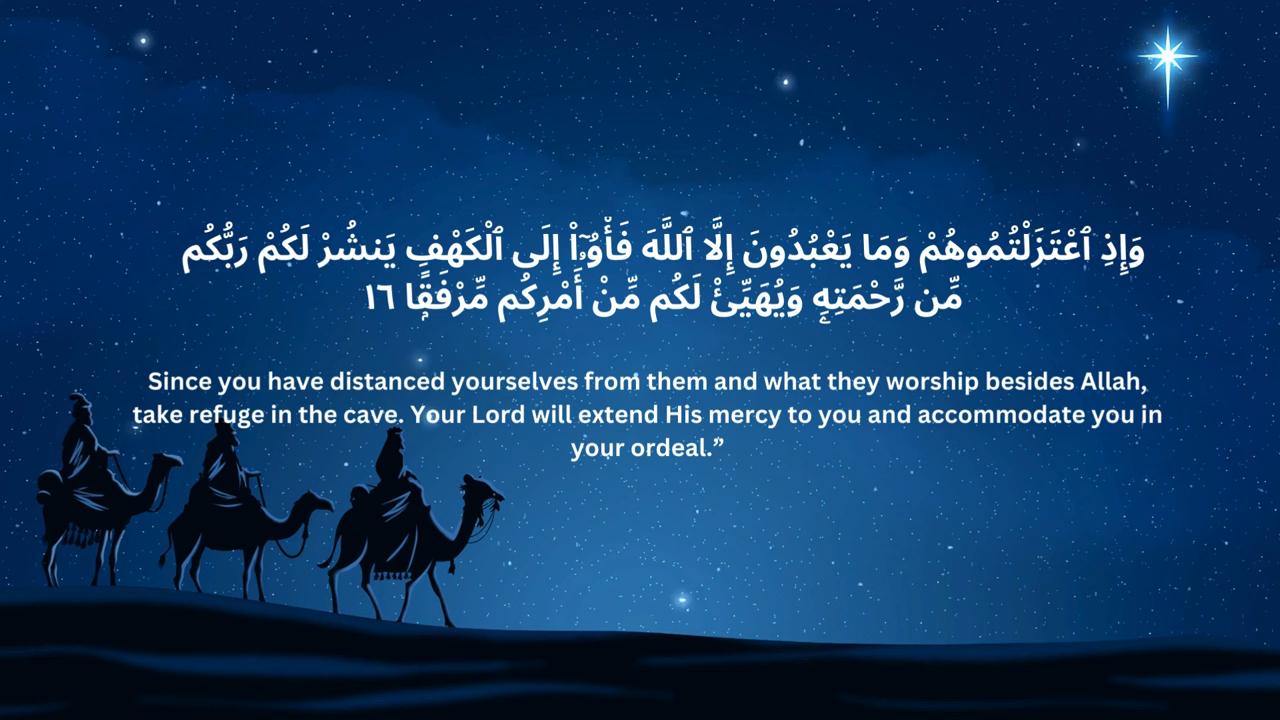 وَإِذِ ٱعْتَزَلْتُمُوهُمْ وَمَا يَعْبُدُونَ إِلَّا ٱللَّهَ فَأْوُۥٓا۟ إِلَى ٱلْكَهْفِ يَنشُرْ لَكُمْ رَبُّكُم
مِّن رَّحْمَتِهِۦ وَيُهَيِّئْ لَكُم مِّنْ أَمْرِكُم مِّرْفَقًۭا ١٦
Since you have distanced yourselves from them and what they worship besides Allah,
take refuge in the cave. Your Lord will extend His mercy to you and accommodate you in
your ordeal.”